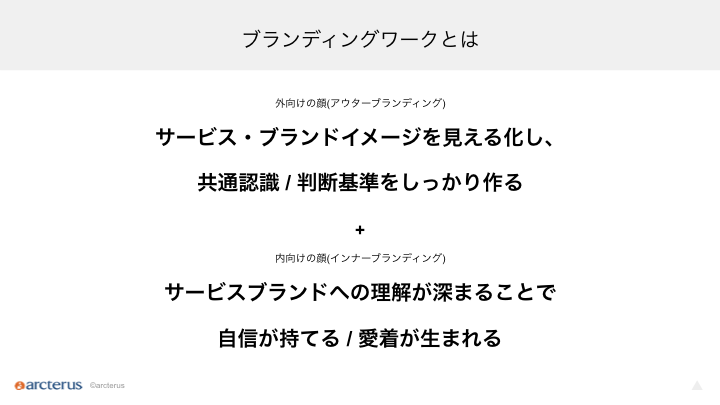 ブランディングワークとは
外向けの顔(アウターブランディング)
サービス・ブランドイメージを見える化し、
共通認識 / 判断基準をしっかり作る
+
内向けの顔(インナーブランディング)
サービスブランドへの理解が深まることで
自信が持てる / 愛着が生まれる
arcterus ©arcterus